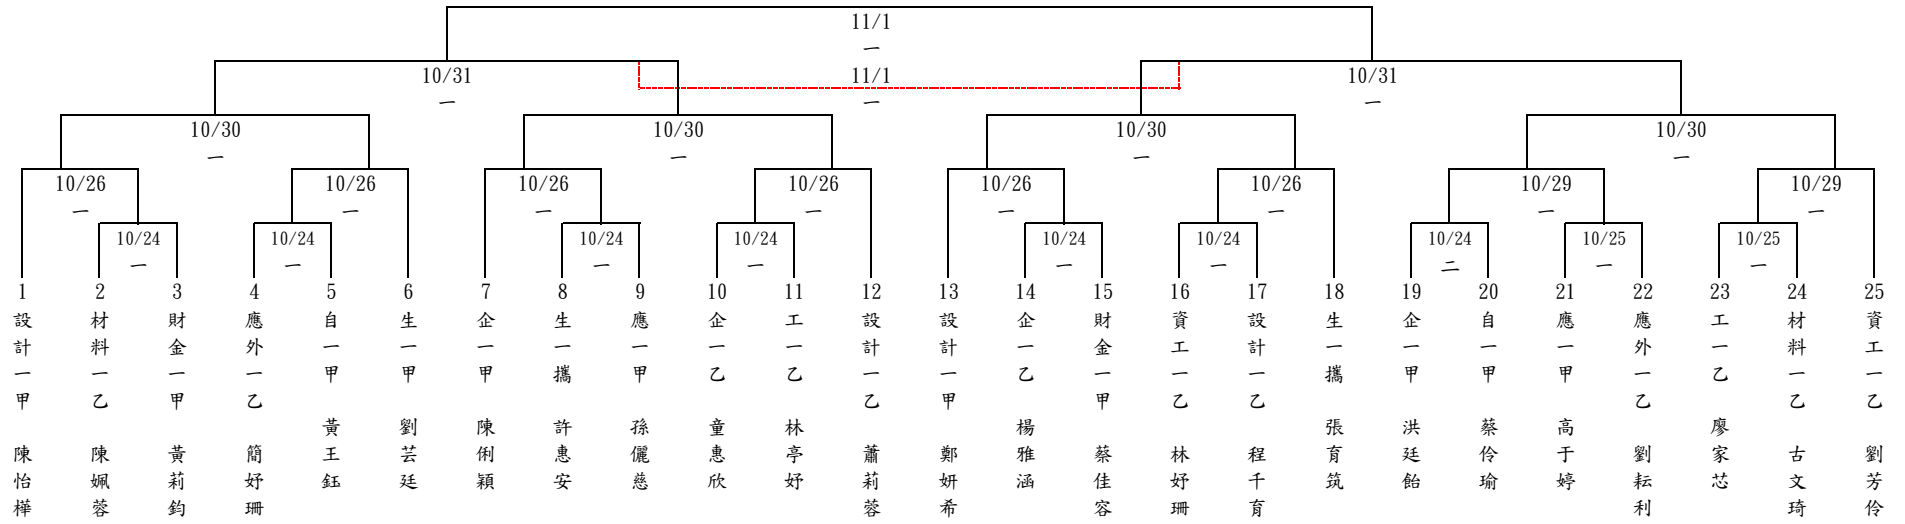 11/1
一
10/31 11/1 10/31
一 一 一
10/30 10/30 10/30 10/30
一 一 一 一
10/26 10/26 10/26 10/26 10/26 10/26 10/29 10/29
一 一 一 一 一 一 一 一
10/24 10/24 10/24 10/24 10/24 10/24 10/24 10/25 10/25
一 一 一 一 一 一 二 一 一
1 2 3 4 5 6 7 8 9 10 11 12 13 14 15 16 17 18 19 20 21 22 23 24 25
設計一甲 陳怡樺
材料一乙 陳姵蓉
財金一甲 黃莉鈞
應外一乙 簡妤珊
自一甲 黃王鈺
生一甲 劉芸廷
企一甲 陳俐穎
生一攜 許惠安
應一甲 孫儷慈
企一乙 童惠欣
工一乙 林亭妤
設計一乙 蕭莉蓉
設計一甲 鄭妍希
企一乙 楊雅涵
財金一甲 蔡佳容
資工一乙 林妤珊
設計一乙 程千育
生一攜 張育筑
企一甲 洪廷飴
自一甲 蔡伶瑜
應一甲 高于婷
應外一乙 劉耘利
工一乙 廖家芯
材料一乙 古文琦
資工一乙 劉芳伶